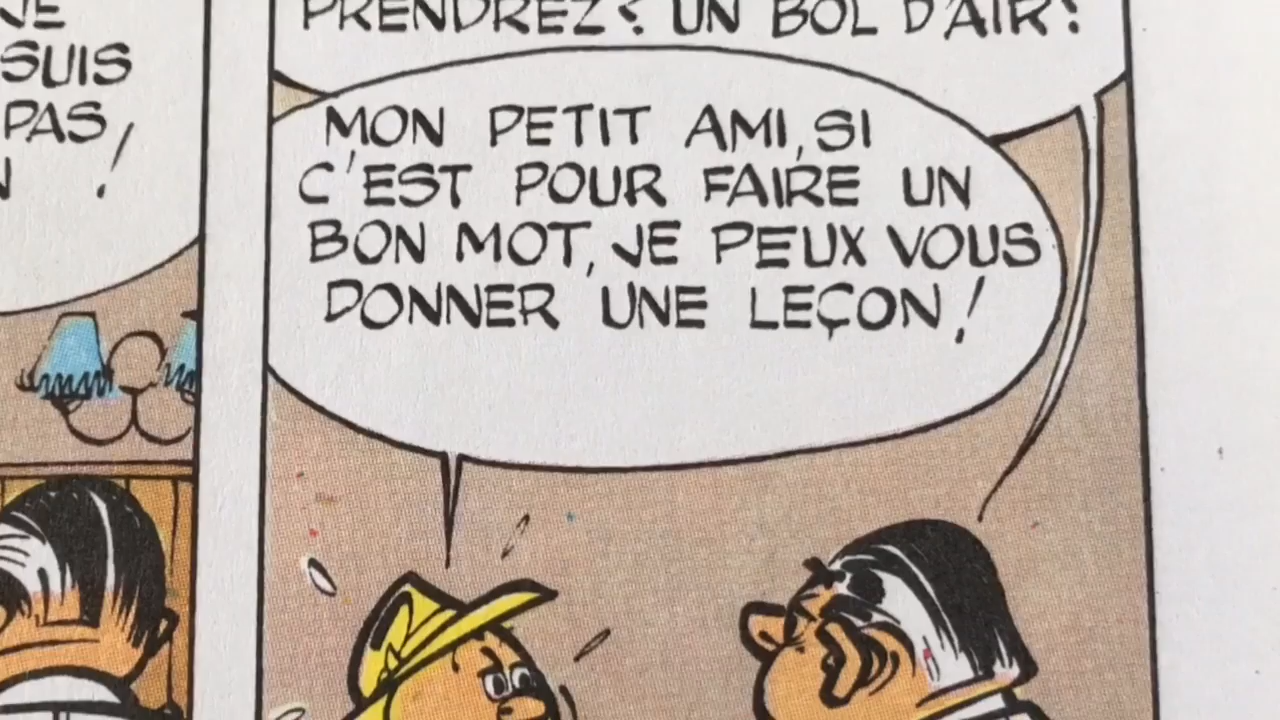 JE
SUIS
PAS,
!
PRENDREZ? UN BOL D'AIR?
MON PETIT AMI, SI
C'EST POUR FAIRE UN
BON MOT, JE PEUX VOUS
DONNER UNE LEÇON!